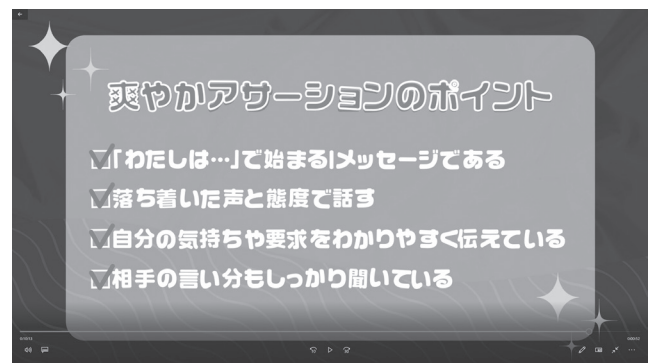 爽やかアサーションのポイント
「わたしは…」で始まるIメッセージである
落ち着いた声と態度で話す
自分の気持ちや要求をわかりやすく伝えている
相手の言い分もしっかり聞いている